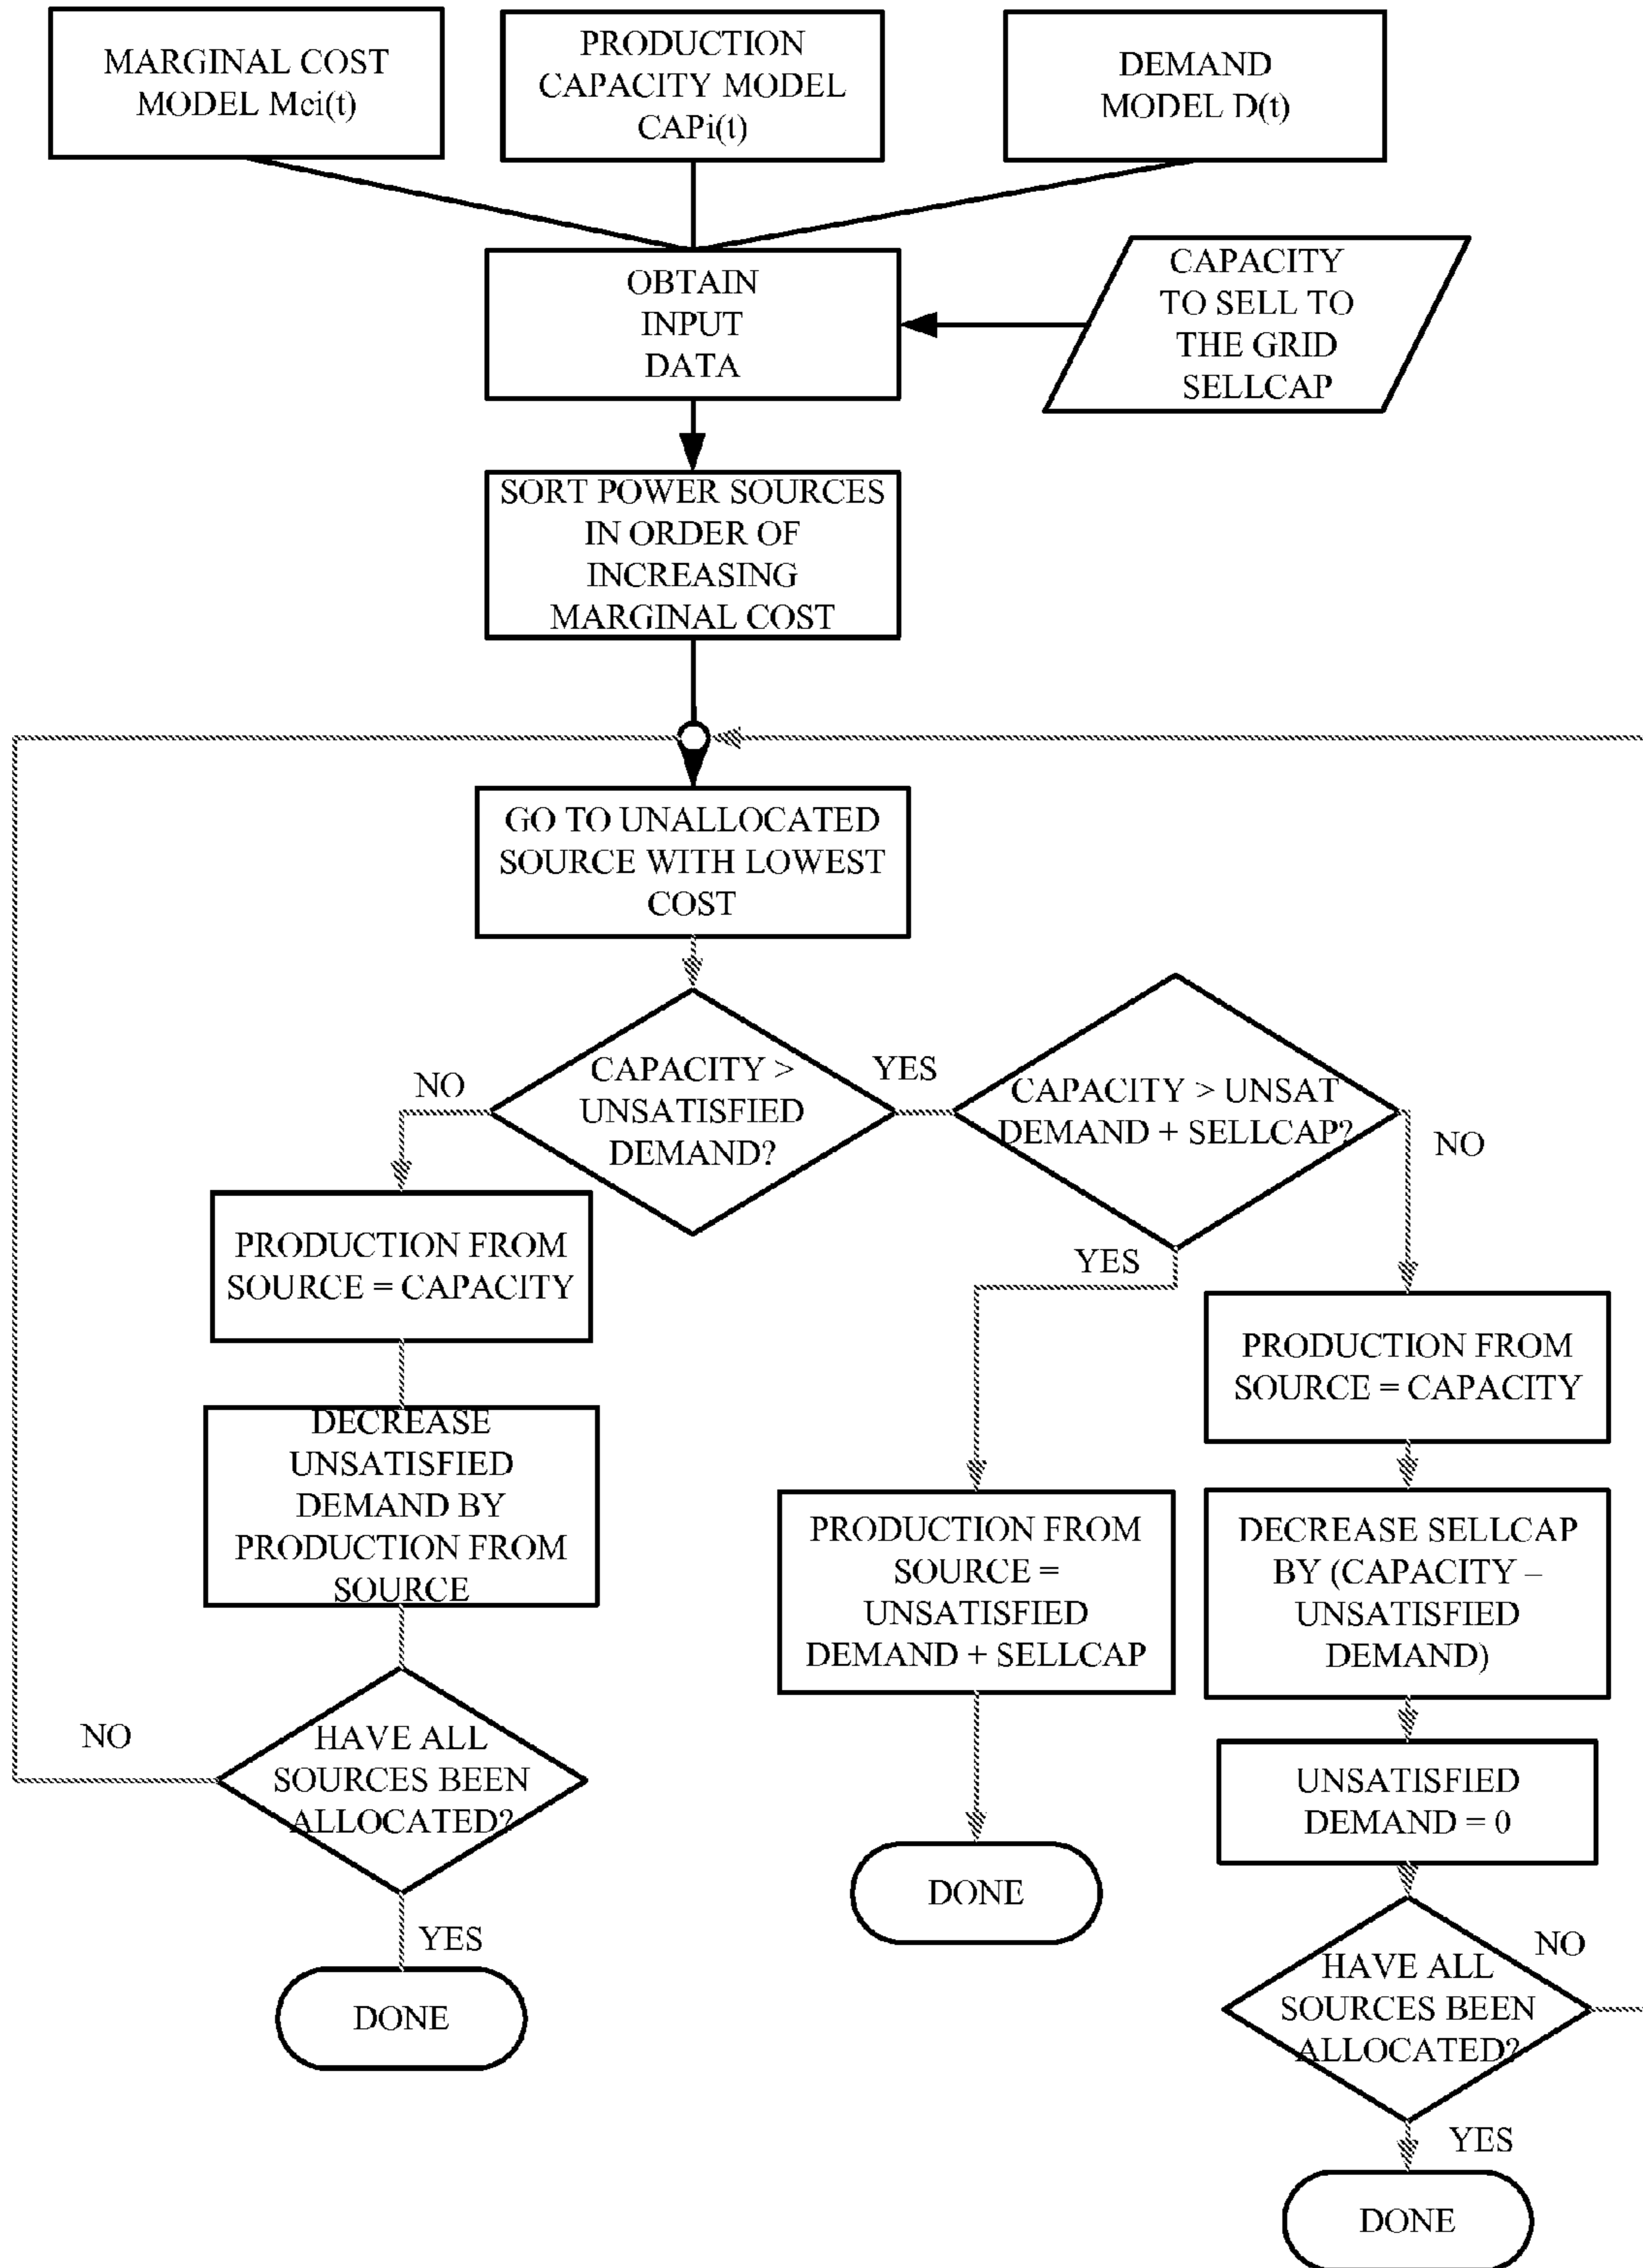 MARGINAL COST
MODEL Mci(t)
PRODUCTION
CAPACITY MODEL
CAPi(t)
DEMAND
MODEL D(t)
OBTAIN
INPUT
DATA
CAPACITY
TO SELL TO
THE GRID
SELLCAP
SORT POWER SOURCES
IN ORDER OF
INCREASING
MARGINAL COST
GO TO UNALLOCATED
SOURCE WITH LOWEST
COST
NO
CAPACITY >
UNSATISFIED
DEMAND?
YES
CAPACITY > UNSAT
DEMAND + SELLCAP?
NO
YES
PRODUCTION FROM
SOURCE = CAPACITY
DECREASE
UNSATISFIED
DEMAND BY
PRODUCTION FROM
SOURCE
NO
HAVE ALL
SOURCES BEEN
ALLOCATED?
YES
DONE
PRODUCTION FROM
SOURCE =
UNSATISFIED
DEMAND + SELLCAP
DONE
PRODUCTION FROM
SOURCE = CAPACITY
DECREASE SELLCAP
BY (CAPACITY –
UNSATISFIED
DEMAND)
UNSATISFIED
DEMAND = 0
NO
HAVE ALL
SOURCES BEEN
ALLOCATED?
YES
DONE